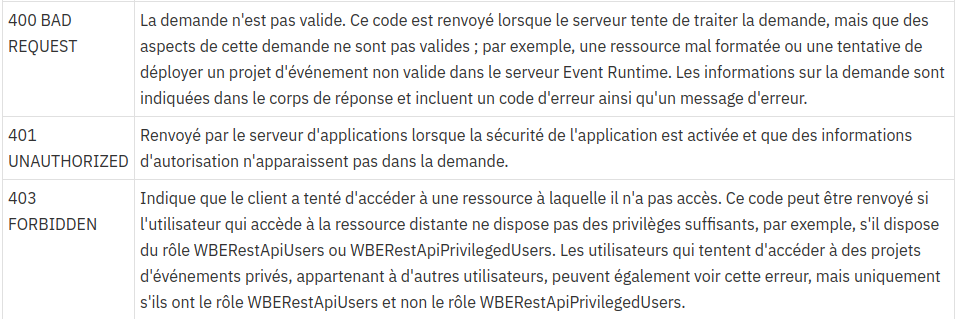 400 BAD
REQUEST
La demande n'est pas valide. Ce code est renvoyé lorsque le serveur tente de traiter la demande, mais que des
aspects de cette demande ne sont pas valides ; par exemple, une ressource mal formatée ou une tentative de
déployer un projet d'événement non valide dans le serveur Event Runtime. Les informations sur la demande sont
indiquées dans le corps de réponse et incluent un code d'erreur ainsi qu'un message d'erreur.
401
UNAUTHORIZED
Renvoyé par le serveur d'applications lorsque la sécurité de l'application est activée et que des informations
d'autorisation n'apparaissent pas dans la demande.
403
FORBIDDEN
Indique que le client a tenté d'accéder à une ressource à laquelle il n'a pas accès. Ce code peut être renvoyé si
l'utilisateur qui accède à la ressource distante ne dispose pas des privilèges suffisants, par exemple, s'il dispose
du rôle WBERestApiUsers ou WBERestApiPrivilegedUsers. Les utilisateurs qui tentent d'accéder à des projets
d'événements privés, appartenant à d'autres utilisateurs, peuvent également voir cette erreur, mais uniquement
s'ils ont le rôle WBERestApiUsers et non le rôle WBERestApiPrivilegedUsers.